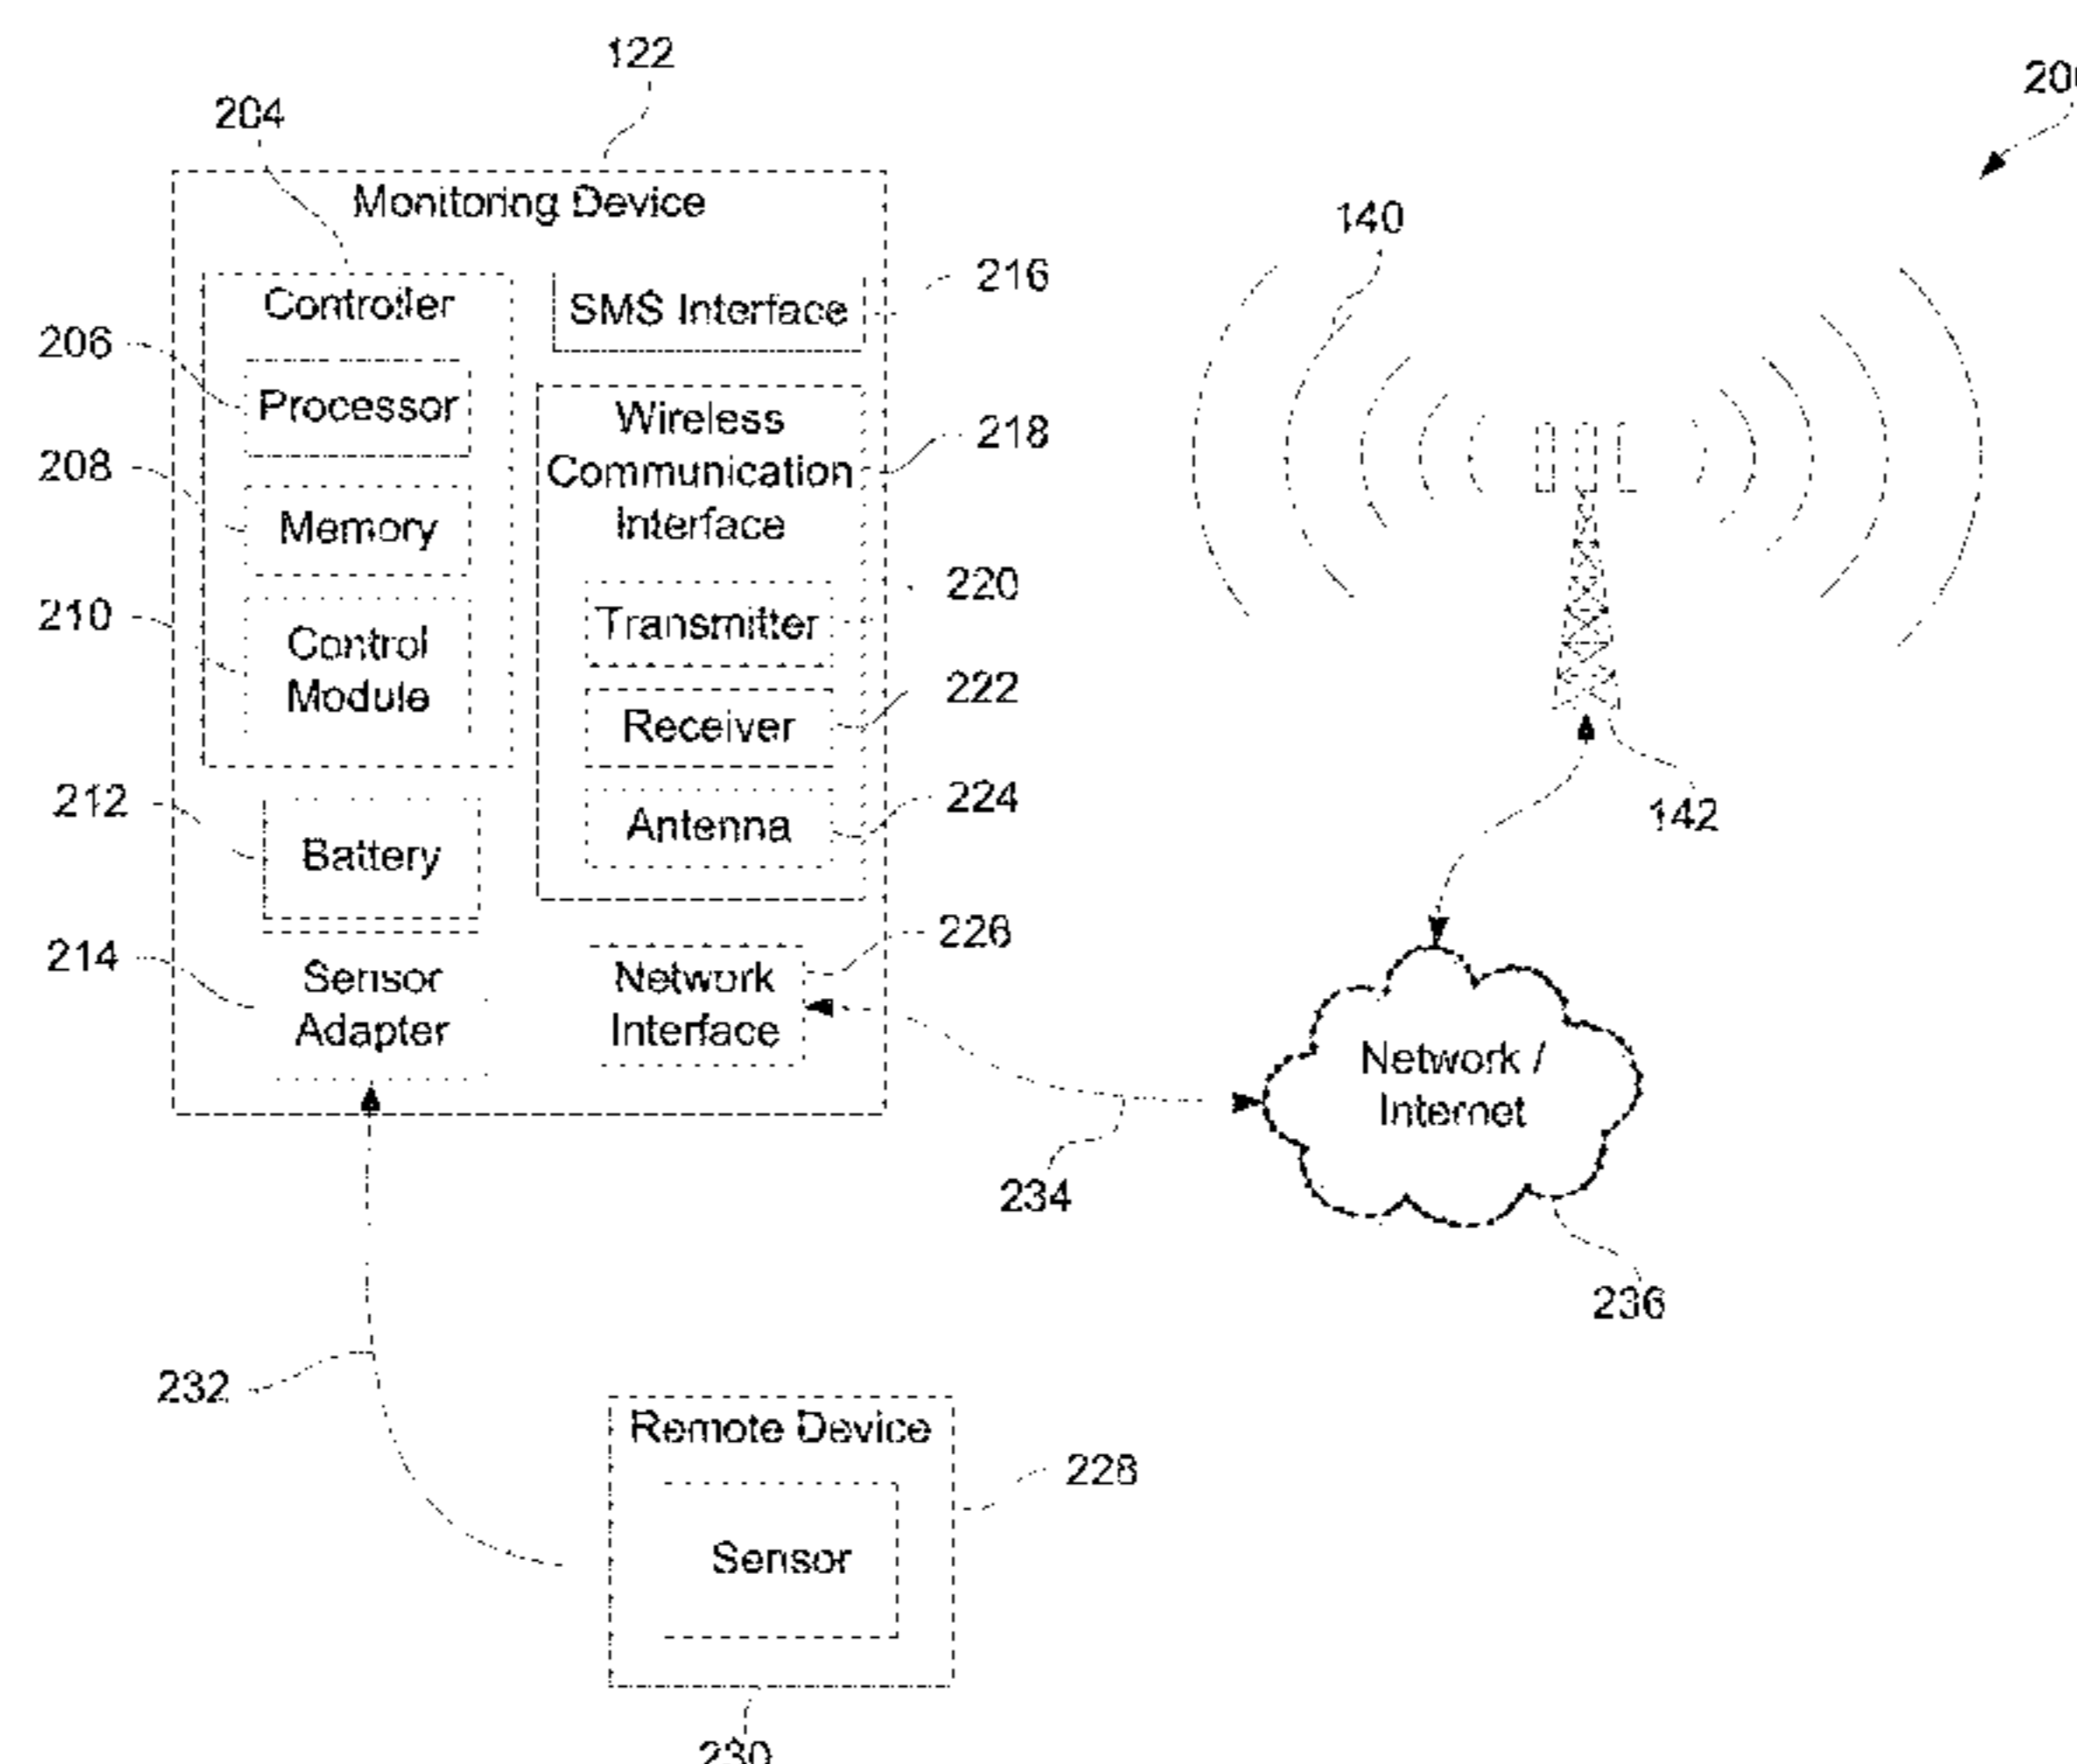 122
204
Monitoring Device
140
Controller
216
SMS Interface
206
Processor
Wireless
Communication
Interface
218
208
Memory
220
Transmitter
210
Control
Module
222
Receiver
142
212
Battery
224
Antenna
214
Sensor
Adapter
226
Network
Interface
Network /
Internet
234
236
232
Remote Device
228
Sensor
230